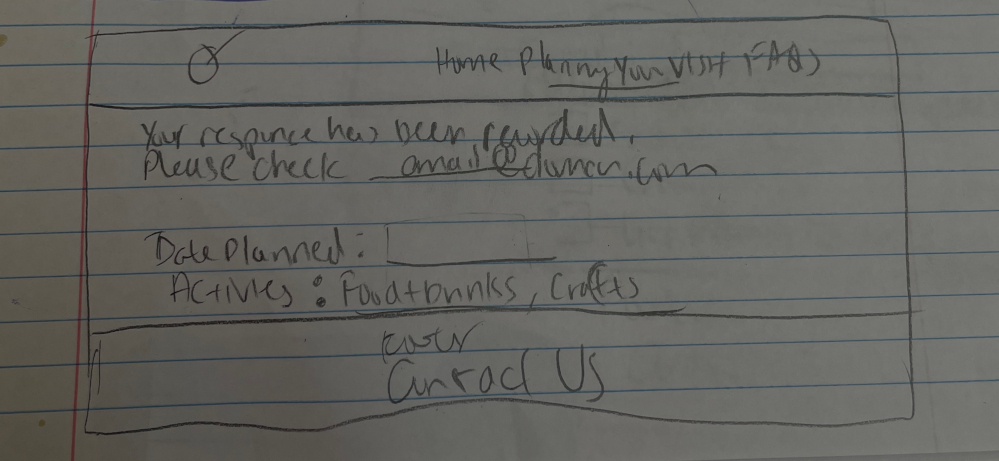 Home Planning Your Visit FAQs
Your responce has been recorded.
Please check email@domain.com
Date Planned:
Activies: Food+Drinks, Crafts
Footer
Contact Us